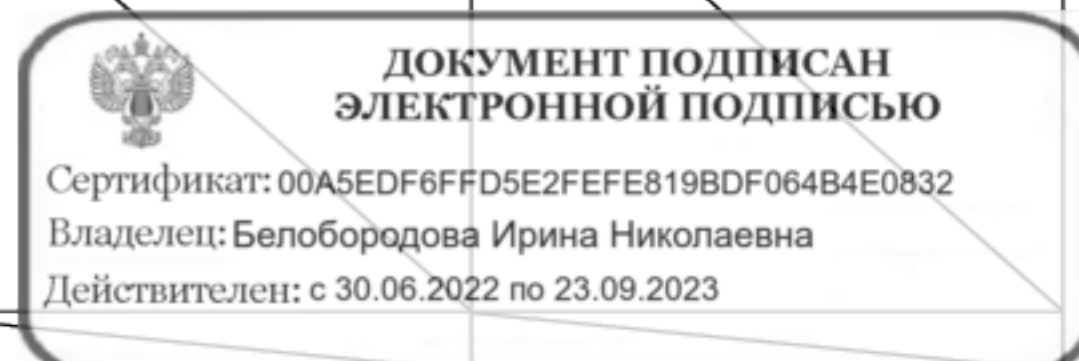 ДОКУМЕНТ ПОДПИСАН
ЭЛЕКТРОННОЙ ПОДПИСЬЮ
Сертификат: 00A5EDF6FFD5E2FEFE819BDF064B4E0832
Владелец: Белобородова Ирина Николаевна
Действителен: с 30.06.2022 по 23.09.2023